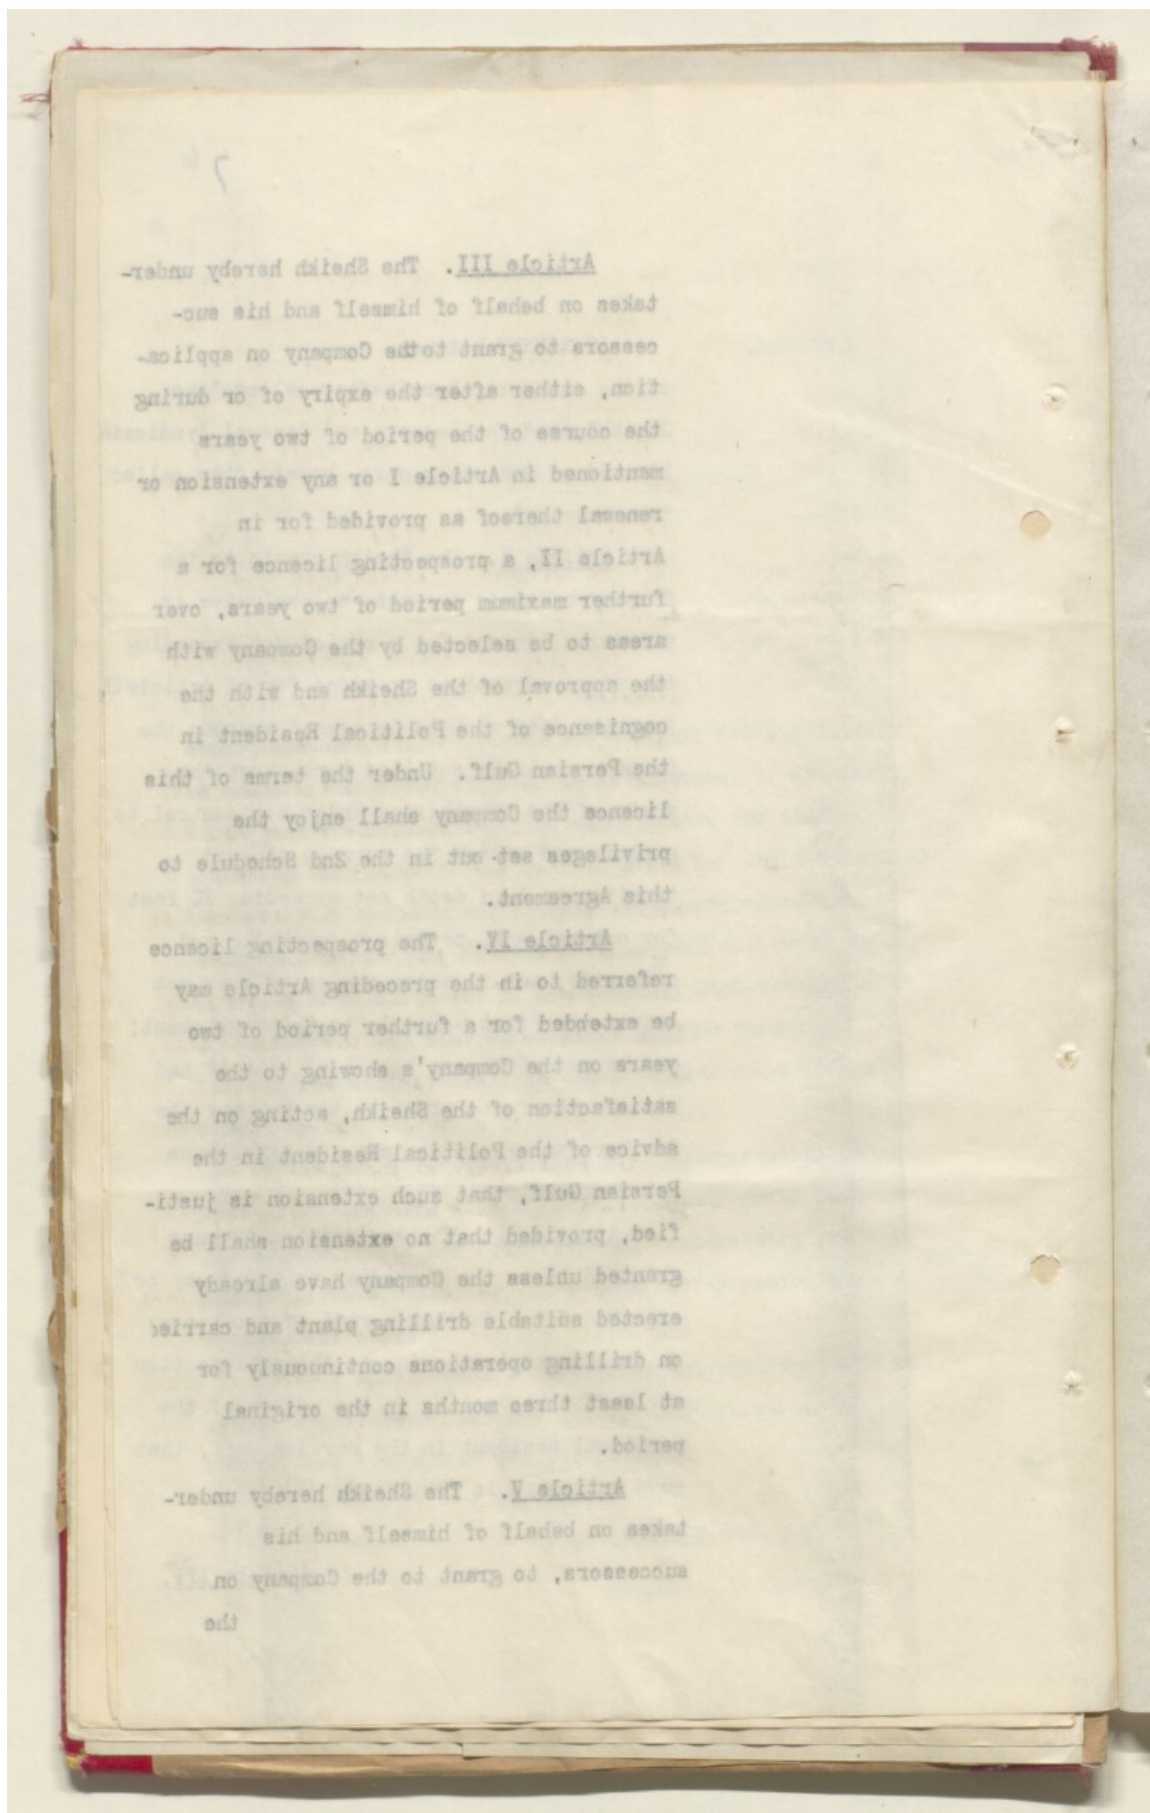 7
Article III. The Sheikh hereby under-
takes on behalf of himself and his suc-
cessors to grant to the Company on applica-
tion, either after the expiry of or during
the course of the period of two years
mentioned in Article I or any extension or
renewal thereof as provided for in
Article II, a prospecting licence for a
further maximum period of two years, over
areas to be selected by the Company with
the approval of the Sheikh and with the
cognisance of the Political Resident in
the Persian Gulf. Under the terms of this
licence the Company shall enjoy the
privileges set out in the 2nd Schedule to
this Agreement.
Article IV. The prospecting licence
referred to in the preceding Article may
be extended for a further period of two
years on the Company's showing to the
satisfaction of the Sheikh, acting on the
advice of the Political Resident in the
Persian Gulf, that such extension is justi-
fied, provided that no extension shall be
granted unless the Company have already
erected suitable drilling plant and carried
on drilling operations continuously for
at least three months in the original
period.
Article V. The Sheikh hereby under-
takes on behalf of himself and his
successors, to grant to the Company on
the